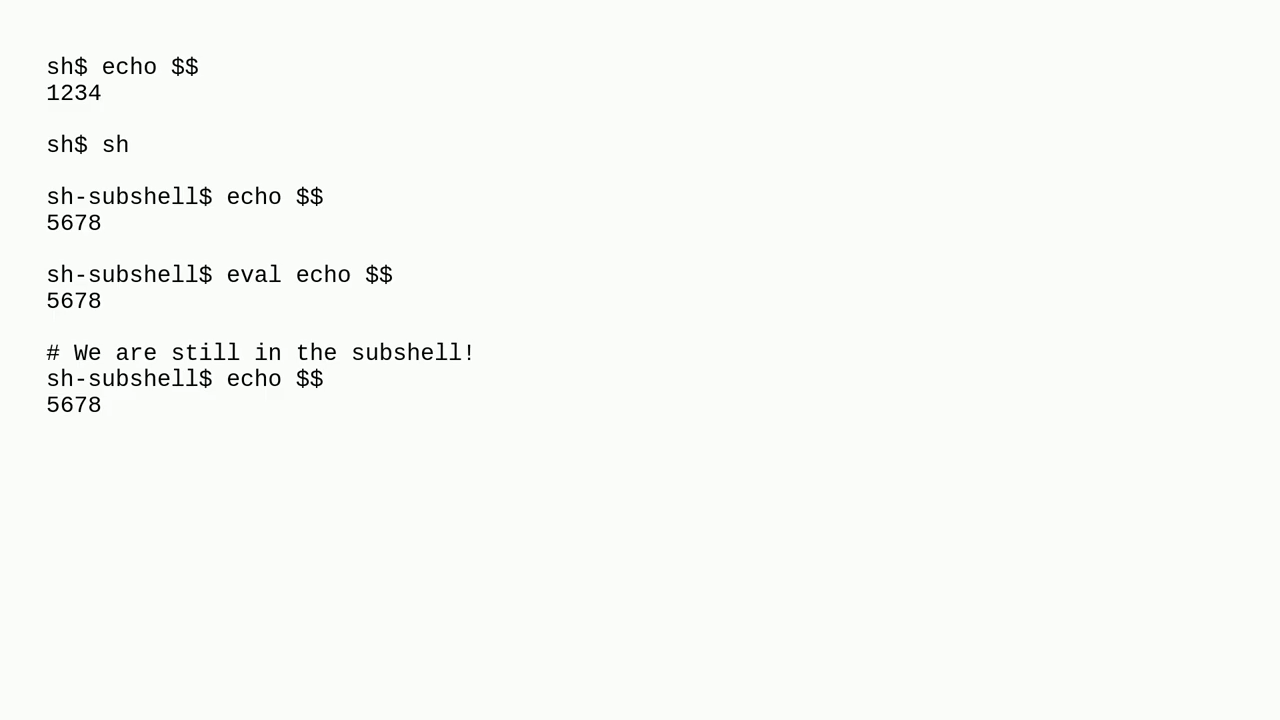 sh$ echo $$
1234
sh$ sh
sh-subshell$ echo $$
5678
sh-subshell$ eval echo $$
5678
# We are still in the subshell!
sh-subshell$ echo $$
5678